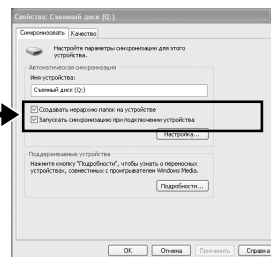 Свойства: Съемный диск (Q:)
Синхронизовать Качество
Настройте параметры синхронизации для этого
устройства.
Автоматическая синхронизация
Имя устройства:
Съемный диск (Q:)
Создавать иерархию папок на устройстве
Запускать синхронизацию при подключении устройства
Настройка...
Поддерживаемые устройства
Нажмите кнопку "Подробности", чтобы узнать о переносных
устройствах, совместимых с проигрывателем Windows Media.
Подробности...
OK Отмена Применить Справка